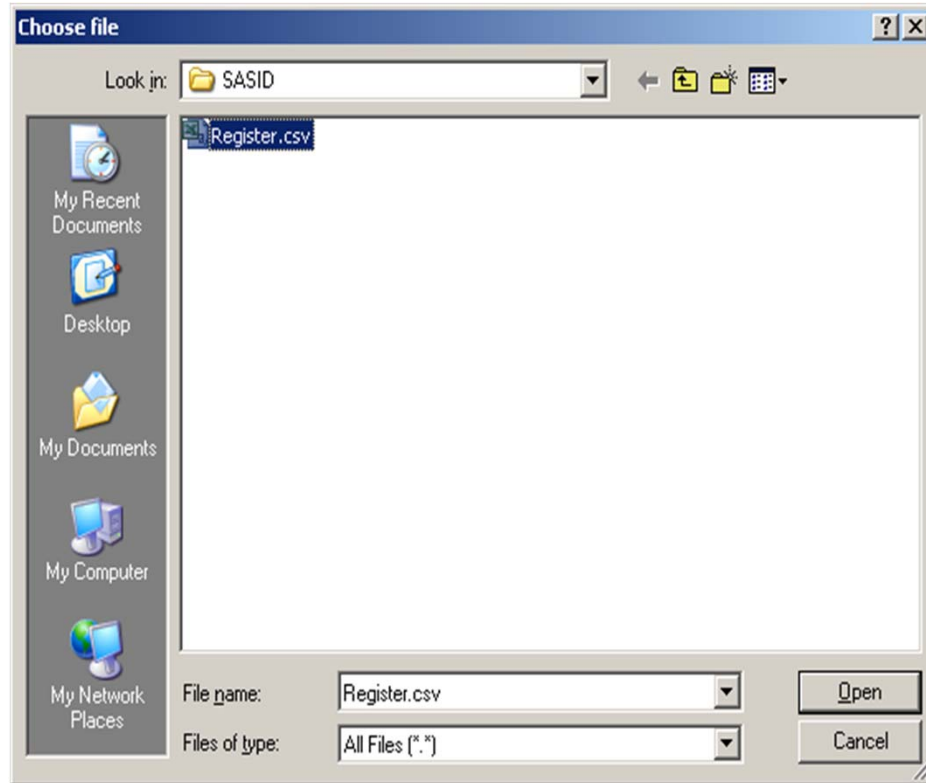 Choose file
Look in:
SASID
Register.csv
My Recent
Documents
Desktop
My Documents
My Computer
My Network
Places
File name:
Register.csv
Open
Files of type:
All Files (*.*)
Cancel